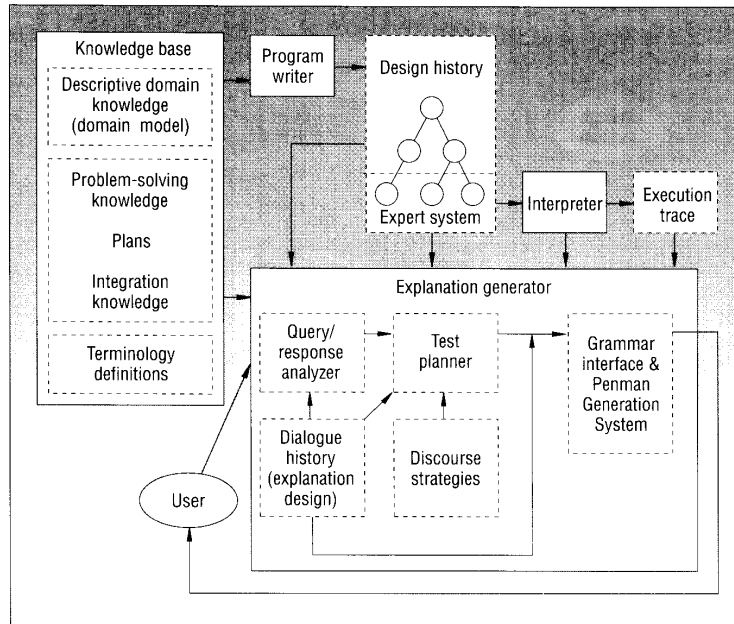 Knowledge base
Descriptive domain
knowledge
(domain model)
Problem-solving
knowledge
Plans
Integration
knowledge
Terminology
definitions
Program
writer
Design history
Expert system
Interpreter
Execution
trace
Explanation generator
Query/
response
analyzer
Test
planner
Grammar
interface &
Penman
Generation
System
Dialogue
history
(explanation
design)
Discourse
strategies
User